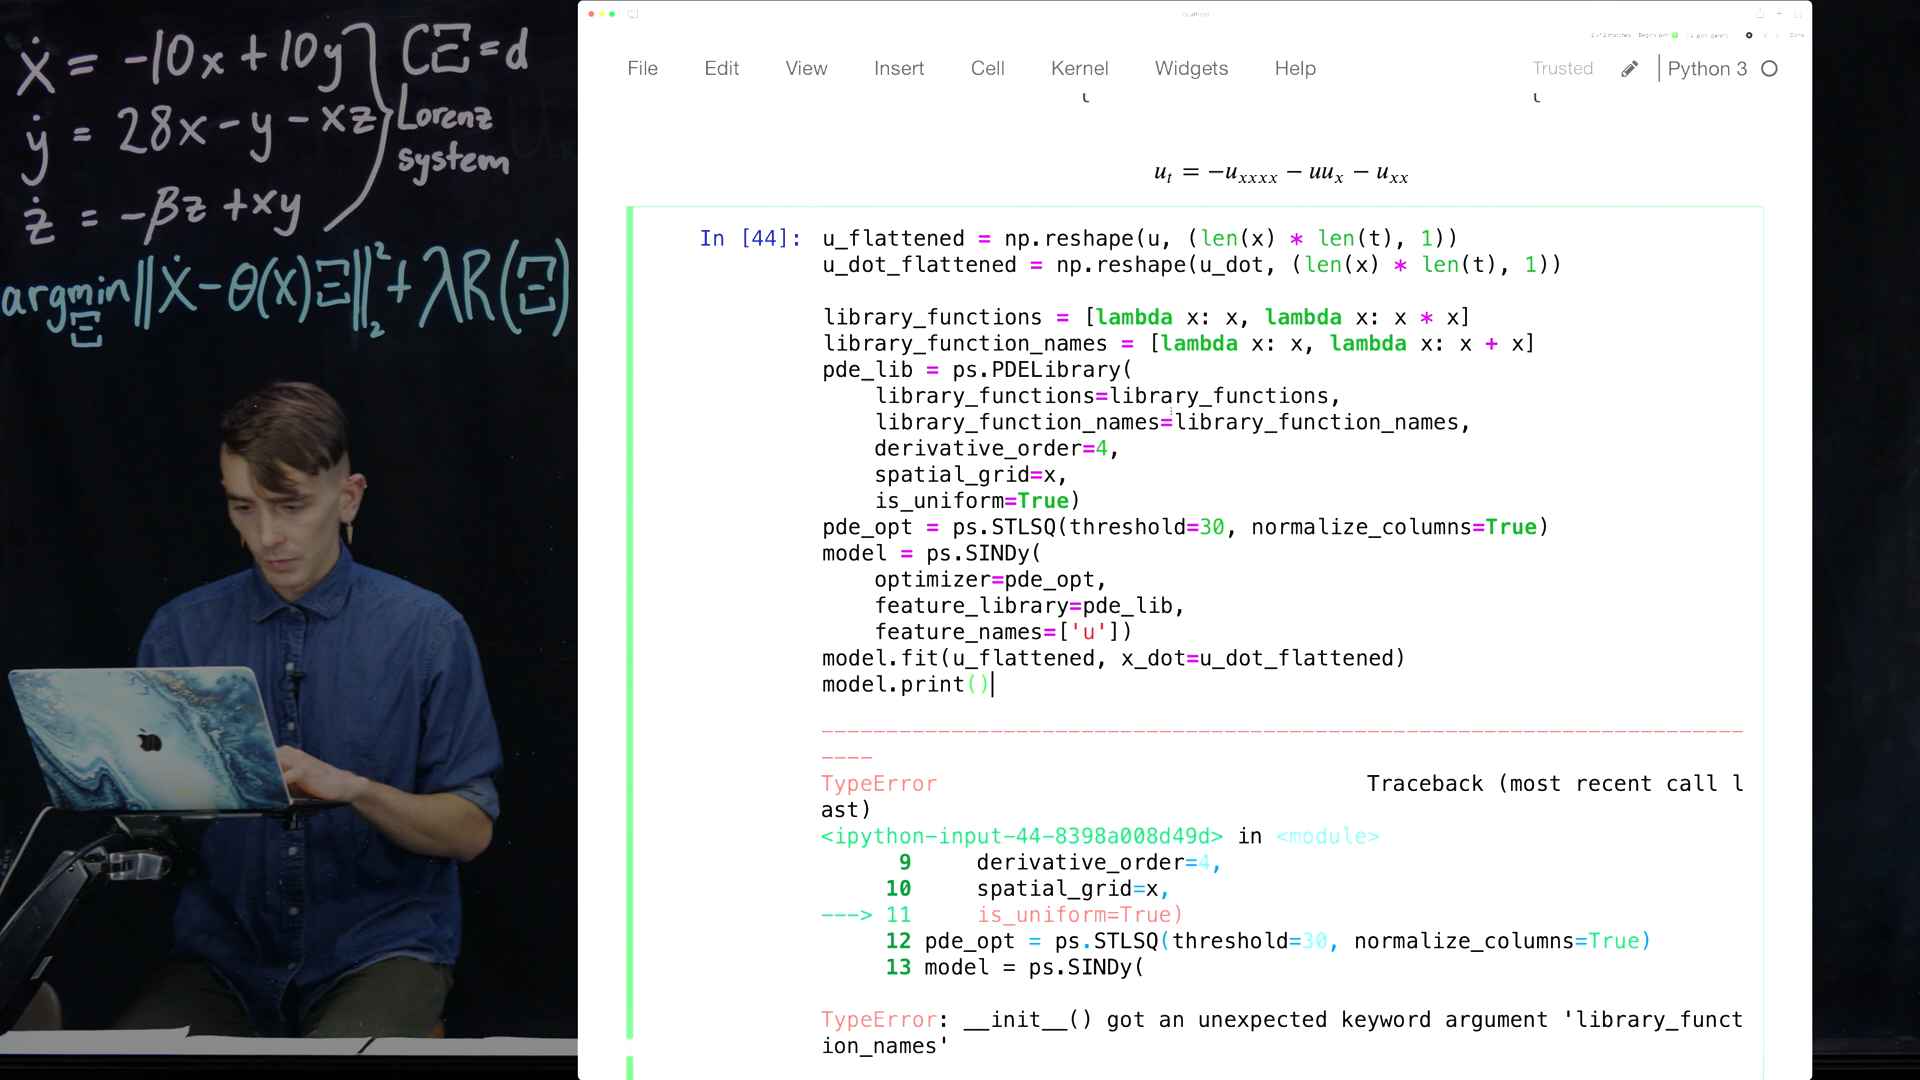 ẋ = -10x + 10y
ẏ = 28x - y - xz
ż = -βz + xy
CΞ = d
Lorenz
system
argmin ‖Ẋ - Θ(X)Ξ‖₂² + λR(Ξ)
Ξ
localhost
File Edit View Insert Cell Kernel Widgets Help Trusted Python 3
uₜ = −uₓₓₓₓ − uuₓ − uₓₓ
In [44]: u_flattened = np.reshape(u, (len(x) * len(t), 1))
u_dot_flattened = np.reshape(u_dot, (len(x) * len(t), 1))
library_functions = [lambda x: x, lambda x: x * x]
library_function_names = [lambda x: x, lambda x: x + x]
pde_lib = ps.PDELibrary(
library_functions=library_functions,
library_function_names=library_function_names,
derivative_order=4,
spatial_grid=x,
is_uniform=True)
pde_opt = ps.STLSQ(threshold=30, normalize_columns=True)
model = ps.SINDy(
optimizer=pde_opt,
feature_library=pde_lib,
feature_names=['u'])
model.fit(u_flattened, x_dot=u_dot_flattened)
model.print()
-----------------------------------------------------------------------
----
TypeError Traceback (most recent call l
ast)
<ipython-input-44-8398a008d49d> in <module>
9 derivative_order=4,
10 spatial_grid=x,
---> 11 is_uniform=True)
12 pde_opt = ps.STLSQ(threshold=30, normalize_columns=True)
13 model = ps.SINDy(
TypeError: __init__() got an unexpected keyword argument 'library_funct
ion_names'